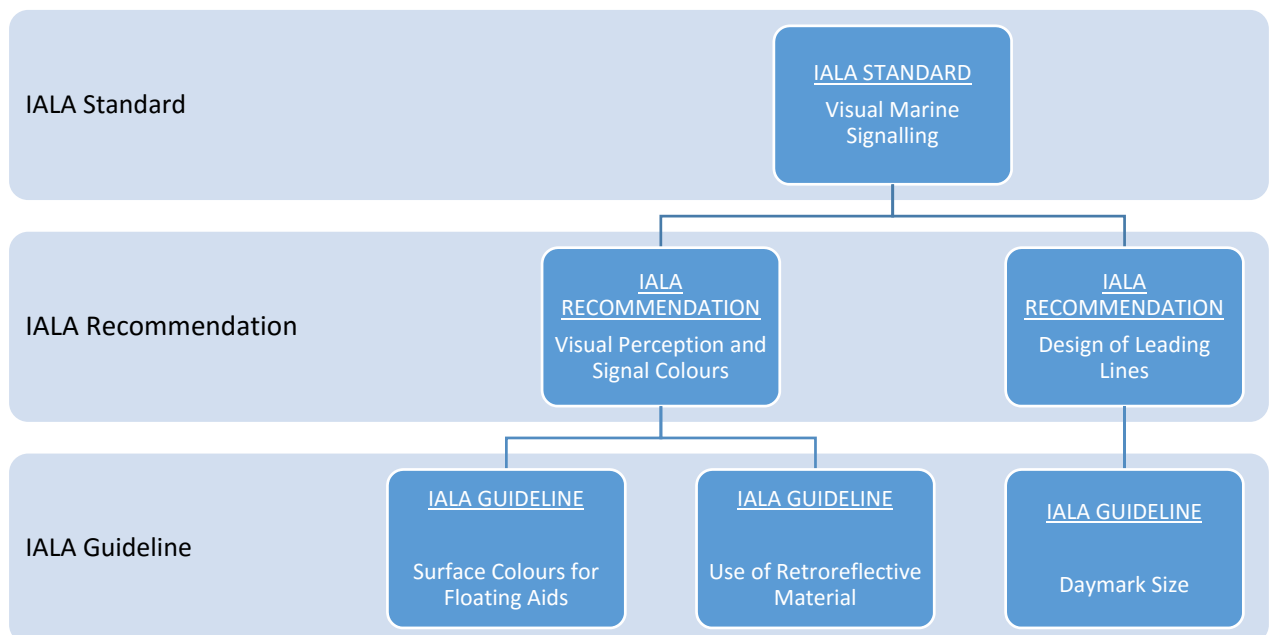 IALA Standard
IALA STANDARD
Visual Marine
Signalling
IALA Recommendation
IALA
RECOMMENDATION
Visual Perception and
Signal Colours
IALA
RECOMMENDATION
Design of Leading
Lines
IALA Guideline
IALA GUIDELINE
Surface Colours for
Floating Aids
IALA GUIDELINE
Use of Retroreflective
Material
IALA GUIDELINE
Daymark Size